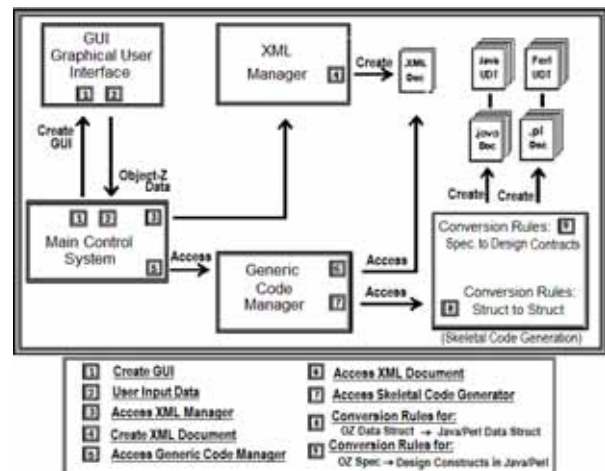 GUI
Graphical User
Interface
1 2
XML
Manager
4
Create
XML
Doc
Java
UDT
Perl
UDT
.java
Doc
.pl
Doc
Create
GUI
Object-Z
Data
Create Create
1 2 3
Main Control
System
5
Access
Generic
Code
Manager
6
7
Access
Access
Conversion Rules: 9
Spec. to Design Contracts
Conversion Rules:
8 Struct to Struct
(Skeletal Code Generation)
1 Create GUI
2 User Input Data
3 Access XML Manager
4 Create XML Document
5 Access Generic Code Manager
6 Access XML Document
7 Access Skeletal Code Generator
8 Conversion Rules for:
OZ Data Struct → Java/Perl Data Struct
9 Conversion Rules for:
OZ Spec → Design Constructs in Java/Perl